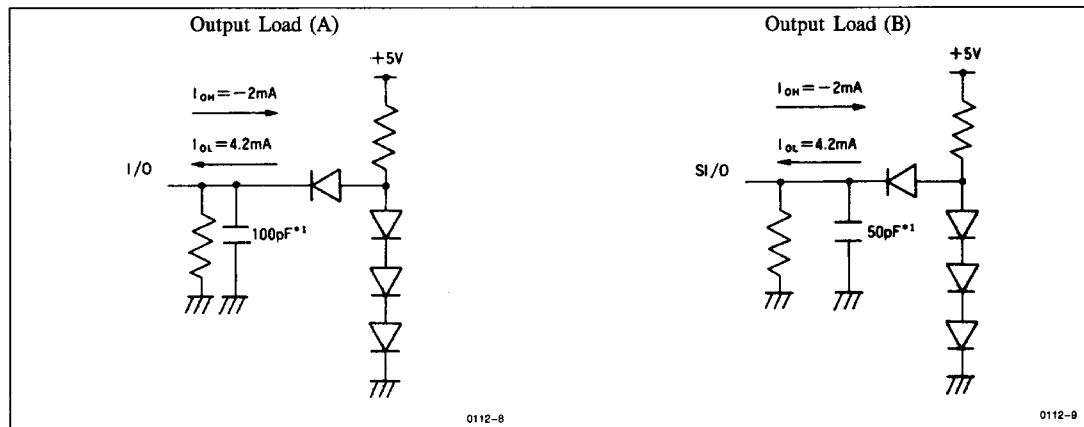 Output Load (A)
+5V
I_OH=−2mA
I_OL=4.2mA
I/O
100pF*1
0112-8
Output Load (B)
+5V
I_OH=−2mA
I_OL=4.2mA
SI/O
50pF*1
0112-9